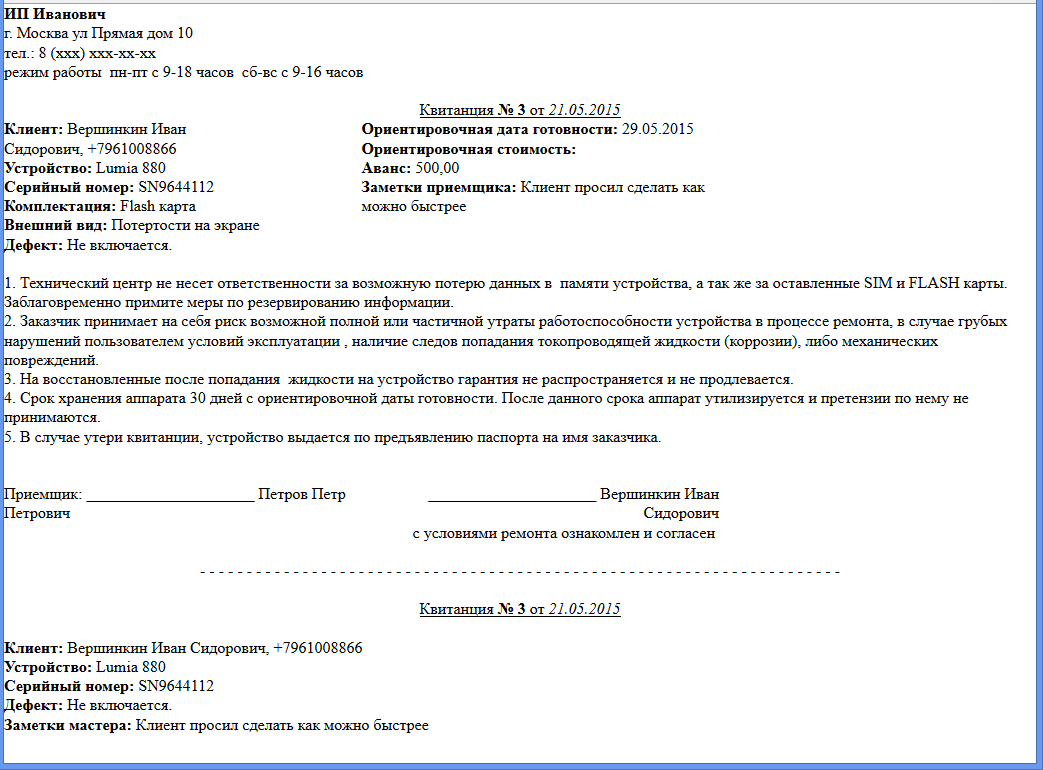 ИП Иванович
г. Москва ул Прямая дом 10
тел.: 8 (xxx) xxx-xx-xx
режим работы  пн-пт с 9-18 часов  сб-вс с 9-16 часов
Квитанция № 3 от 21.05.2015
Клиент: Вершинкин Иван
Сидорович, +7961008866
Устройство: Lumia 880
Серийный номер: SN9644112
Комплектация: Flash карта
Внешний вид: Потертости на экране
Дефект: Не включается.
Ориентировочная дата готовности: 29.05.2015
Ориентировочная стоимость:
Аванс: 500,00
Заметки приемщика: Клиент просил сделать как
можно быстрее
1. Технический центр не несет ответственности за возможную потерю данных в  памяти устройства, а так же за оставленные SIM и FLASH карты.
Заблаговременно примите меры по резервированию информации.
2. Заказчик принимает на себя риск возможной полной или частичной утраты работоспособности устройства в процессе ремонта, в случае грубых
нарушений пользователем условий эксплуатации , наличие следов попадания токопроводящей жидкости (коррозии), либо механических
повреждений.
3. На восстановленные после попадания  жидкости на устройство гарантия не распространяется и не продлевается.
4. Срок хранения аппарата 30 дней с ориентировочной даты готовности. После данного срока аппарат утилизируется и претензии по нему не
принимаются.
5. В случае утери квитанции, устройство выдается по предъявлению паспорта на имя заказчика.
Приемщик: _____________________ Петров Петр
Петрович
_____________________ Вершинкин Иван
Сидорович
с условиями ремонта ознакомлен и согласен
Квитанция № 3 от 21.05.2015
Клиент: Вершинкин Иван Сидорович, +7961008866
Устройство: Lumia 880
Серийный номер: SN9644112
Дефект: Не включается.
Заметки мастера: Клиент просил сделать как можно быстрее